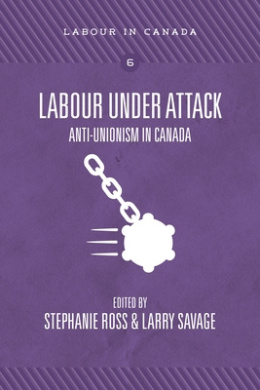 LABOUR IN CANADA
6
LABOUR UNDER ATTACK
ANTI-UNIONISM IN CANADA
EDITED BY
STEPHANIE ROSS & LARRY SAVAGE